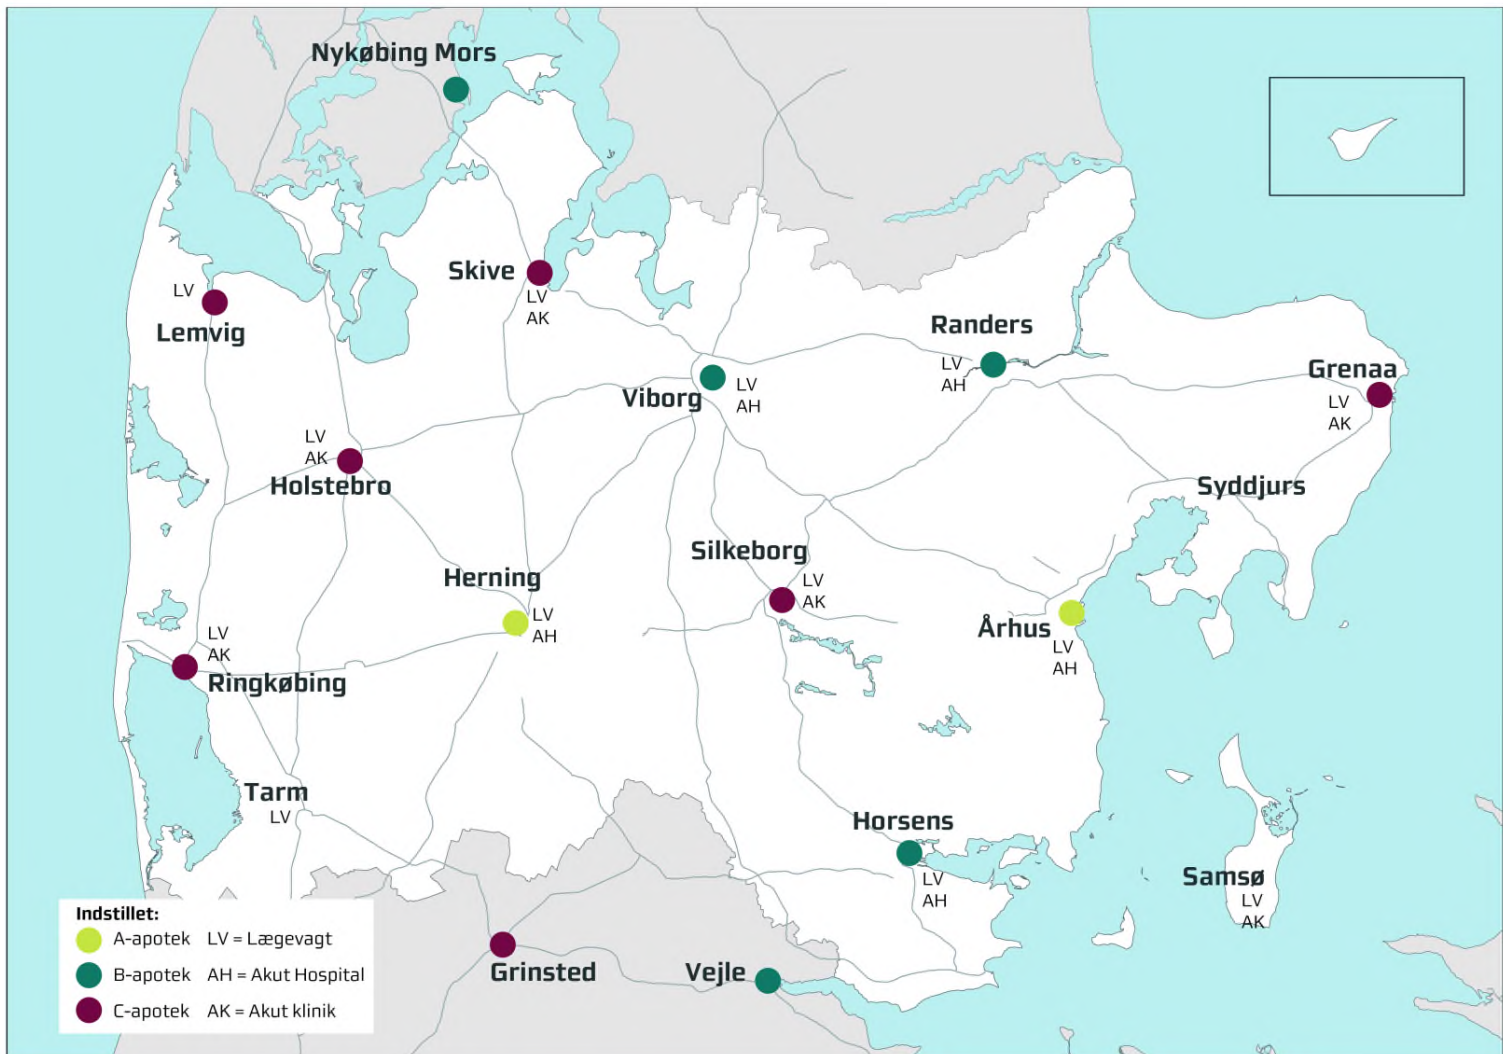 Nykøbing Mors
Skive
LV
AK
LV
Lemvig
Randers
LV
AH
Grenaa
LV
AK
Viborg
LV
AH
LV
AK
Holstebro
Syddjurs
Silkeborg
LV
AK
Herning
LV
AH
Århus
LV
AH
LV
AK
Ringkøbing
Tarm
LV
Horsens
LV
AH
Samsø
LV
AK
Grinsted
Vejle
Indstillet:
A-apotek LV = Lægevagt
B-apotek AH = Akut Hospital
C-apotek AK = Akut klinik